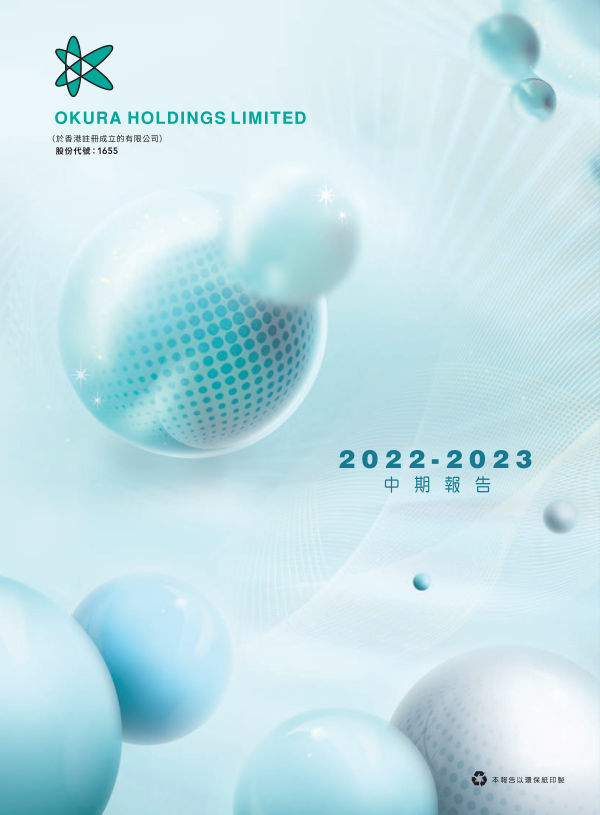 OKURA HOLDINGS LIMITED
(於香港註冊成立的有限公司)
股份代號：1655
2022-2023
中期報告
本報告以環保紙印製